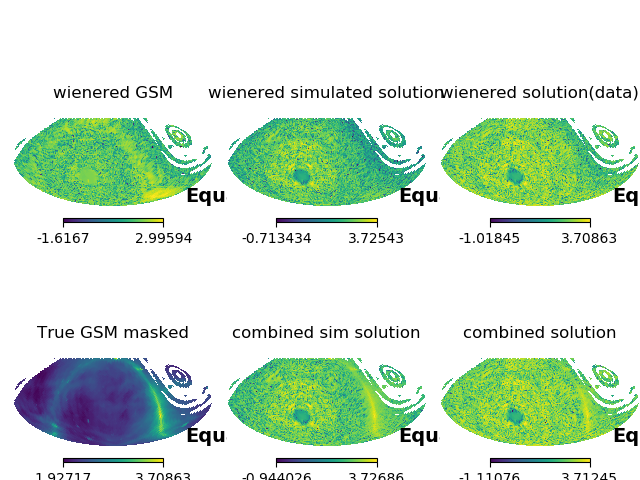 wienered GSM
wienered simulated solution
wienered solution(data)
Equ
Equ
Eq
-1.6167 2.99594
-0.713434 3.72543
-1.01845 3.70863
True GSM masked
combined sim solution
combined solution
Equ
Equ
Eq
1.92717 3.70863
-0.944026 3.72686
-1.11076 3.71245